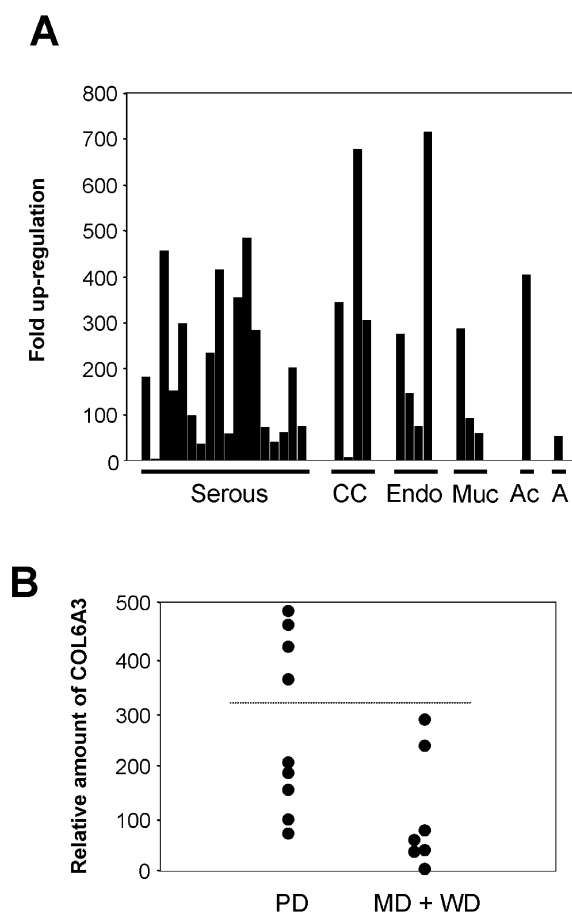 A
Fold up-regulation
800
700
600
500
400
300
200
100
0
Serous CC Endo Muc Ac A
B
Relative amount of COL6A3
500
400
300
200
100
0
PD MD + WD